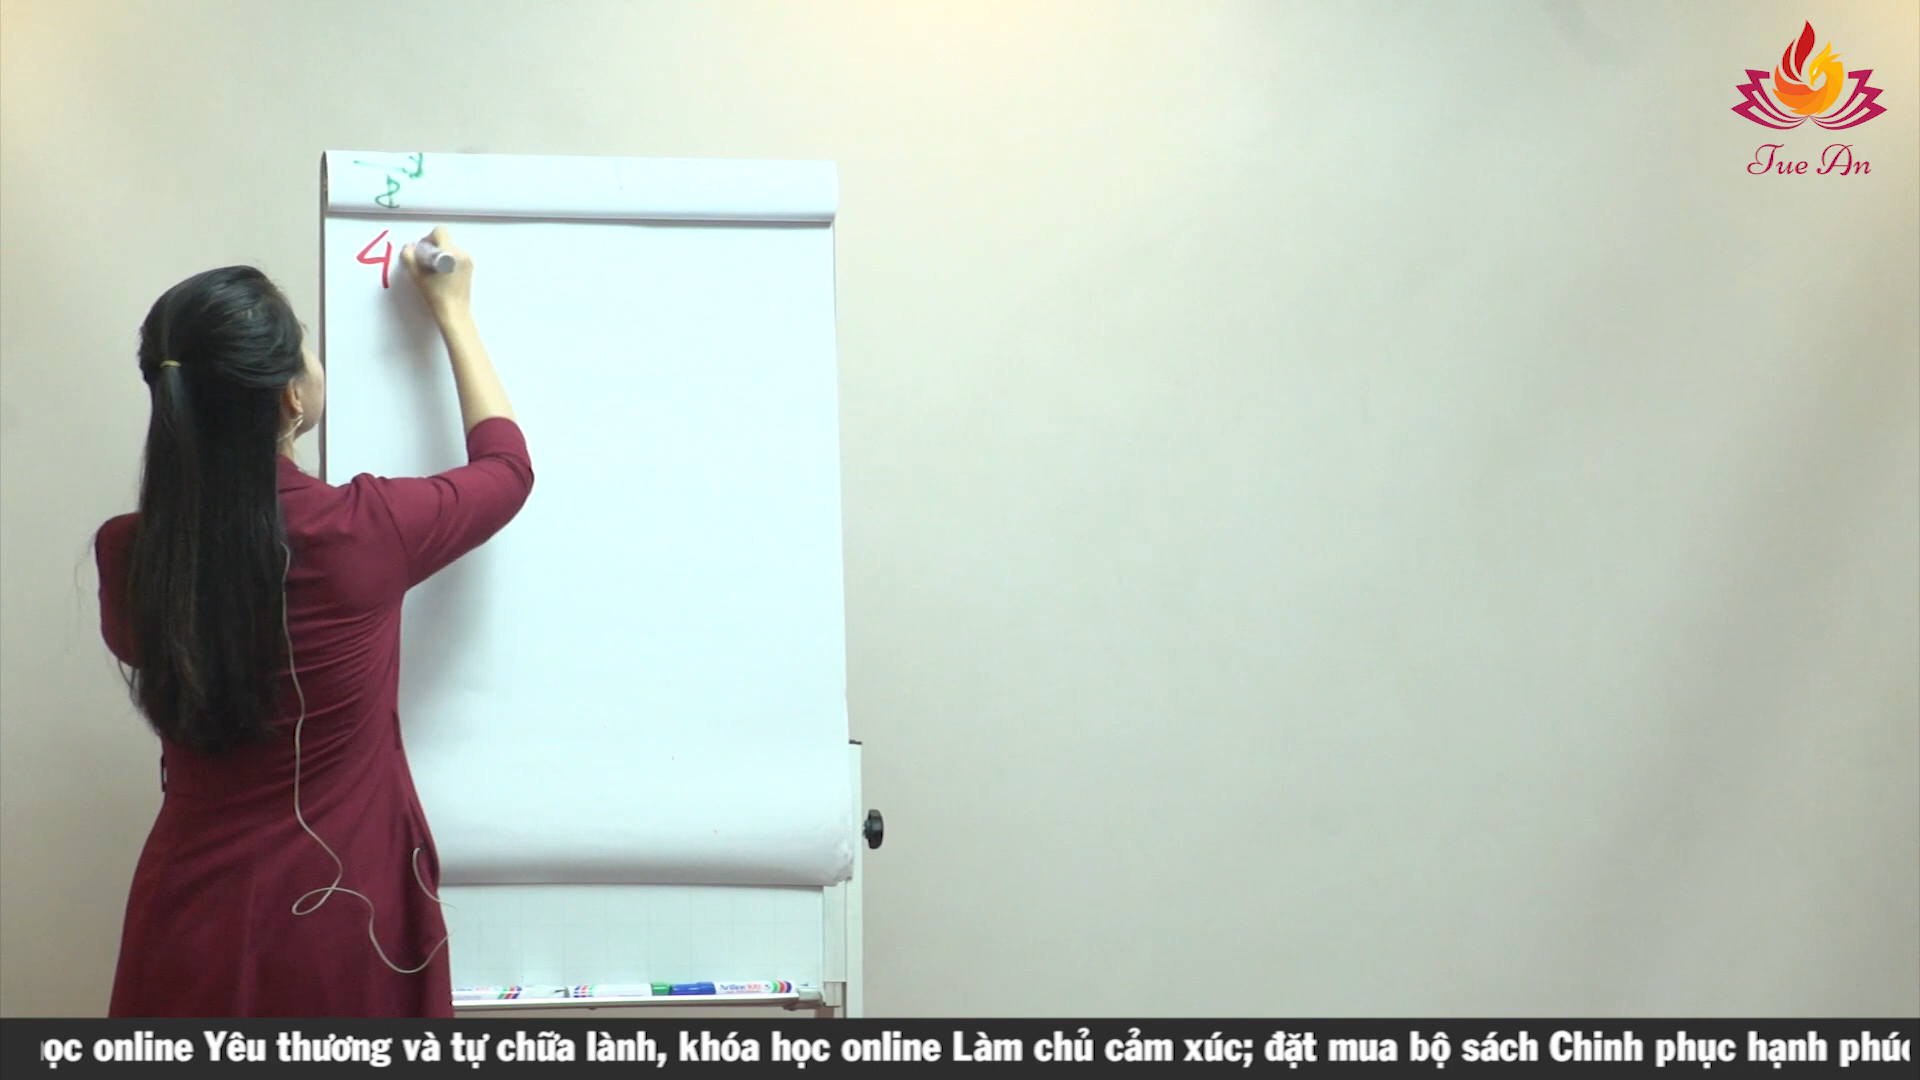 Tue An
4
ọc online Yêu thương và tự chữa lành, khóa học online Làm chủ cảm xúc; đặt mua bộ sách Chinh phục hạnh phúc